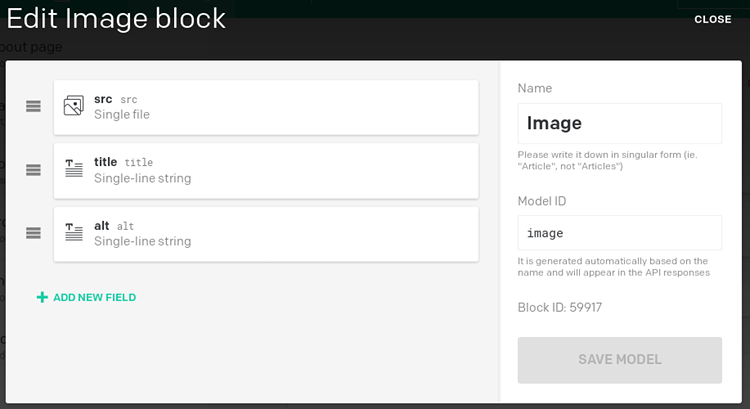 Edit Image block
CLOSE
bout page
src src
Single file
title title
Single-line string
alt alt
Single-line string
ADD NEW FIELD
Name
Image
Please write it down in singular form (ie.
"Article", not "Articles")
Model ID
image
It is generated automatically based on the
name and will appear in the API responses
Block ID: 59917
SAVE MODEL